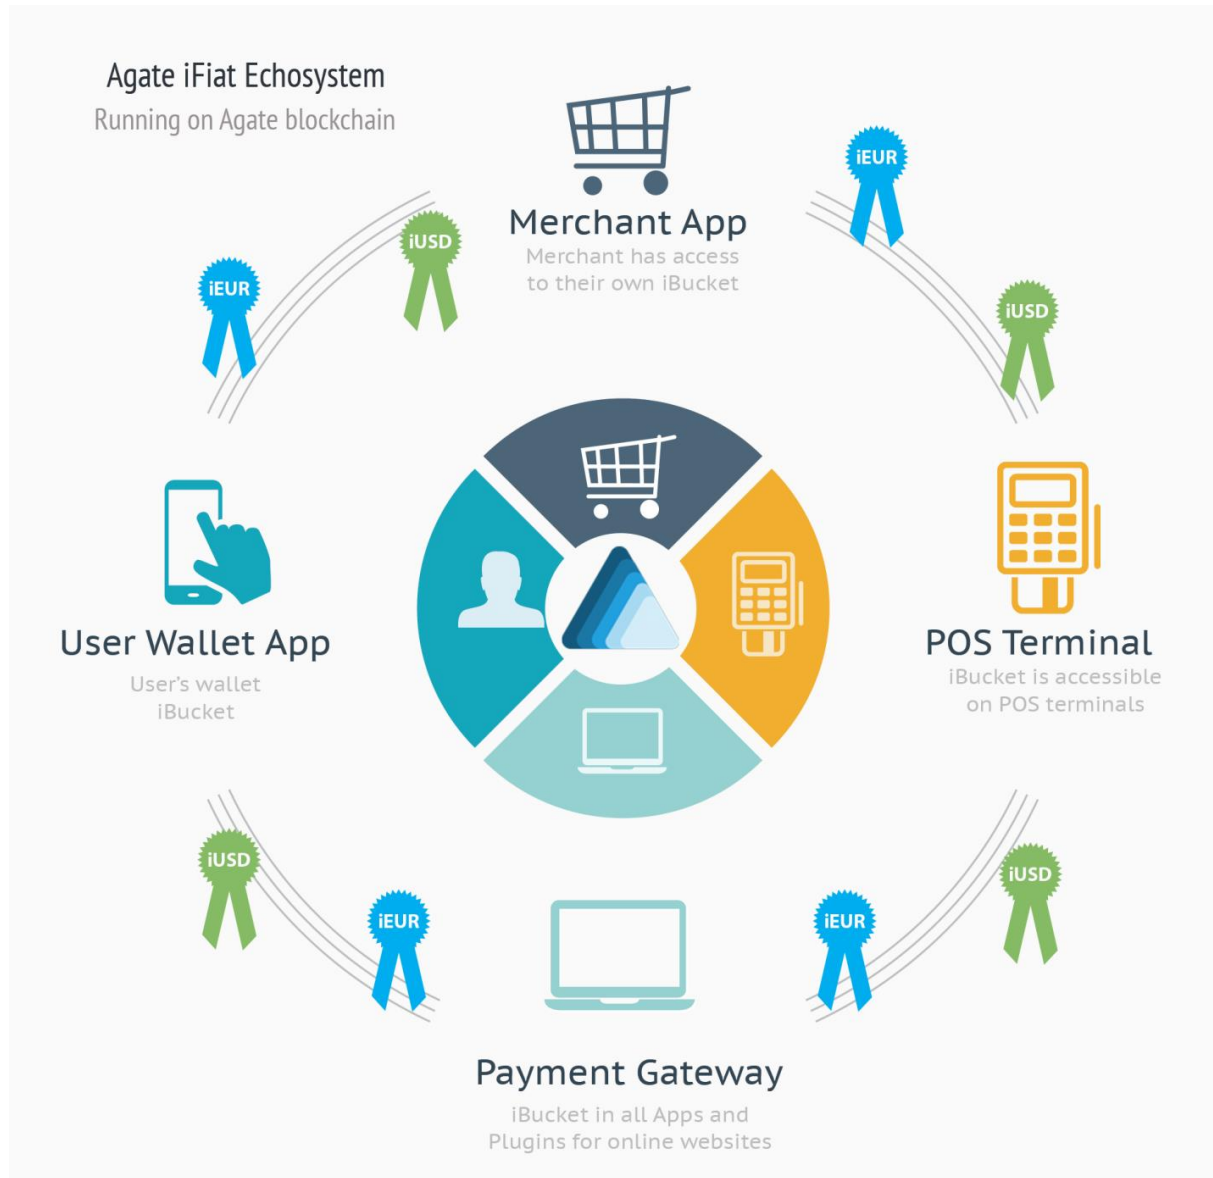 Agate iFiat Echosystem
Running on Agate blockchain
iEUR
iUSD
iEUR
iUSD
Merchant App
Merchant has access
to their own iBucket
iEUR
iUSD
User Wallet App
User's wallet
iBucket
POS Terminal
iBucket is accessible
on POS terminals
iUSD
iEUR
iEUR
iUSD
Payment Gateway
iBucket in all Apps and
Plugins for online websites